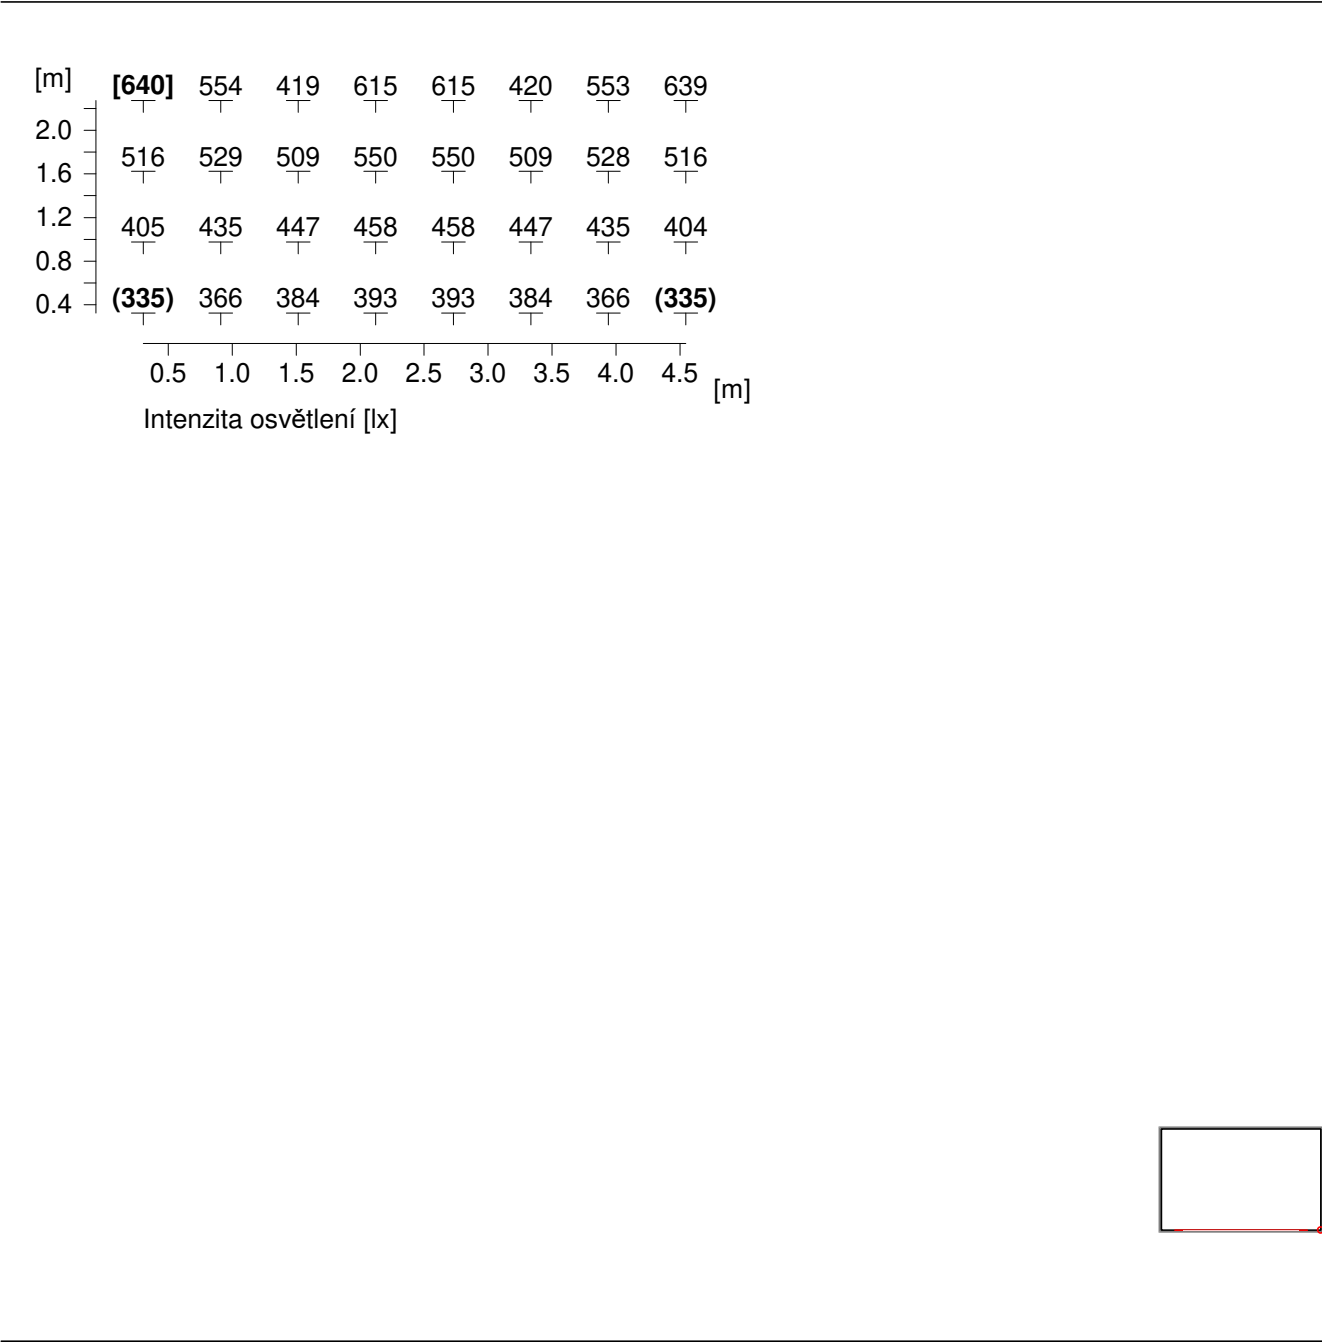 [m] [640] 554 419 615 615 420 553 639
2.0
516 529 509 550 550 509 528 516
1.6
1.2
405 435 447 458 458 447 435 404
0.8
0.4 (335) 366 384 393 393 384 366 (335)
0.5 1.0 1.5 2.0 2.5 3.0 3.5 4.0 4.5 [m]
Intenzita osvětlení [lx]